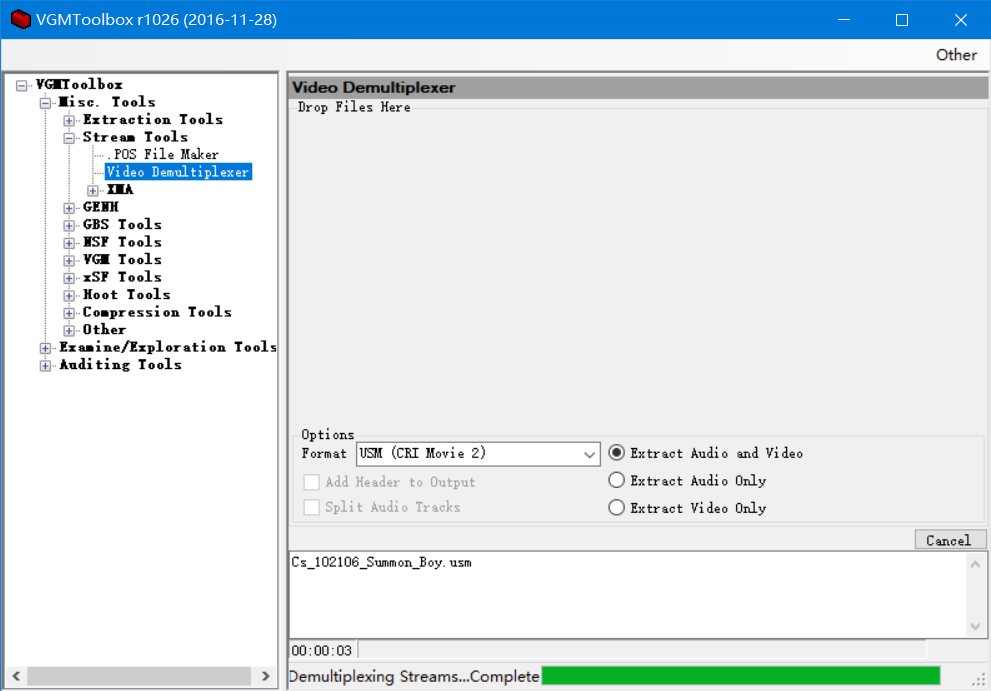 VGMToolbox r1026 (2016-11-28)
Other
VGMToolbox
Misc. Tools
Extraction Tools
Stream Tools
.POS File Maker
Video Demultiplexer
XMA
GENH
GBS Tools
NSF Tools
VGM Tools
xSF Tools
Hoot Tools
Compression Tools
Other
Examine/Exploration Tools
Auditing Tools
Video Demultiplexer
Drop Files Here
Options
Format USM (CRI Movie 2)
Extract Audio and Video
Add Header to Output
Extract Audio Only
Split Audio Tracks
Extract Video Only
Cancel
Cs_102106_Summon_Boy.usm
00:00:03
Demultiplexing Streams...Complete